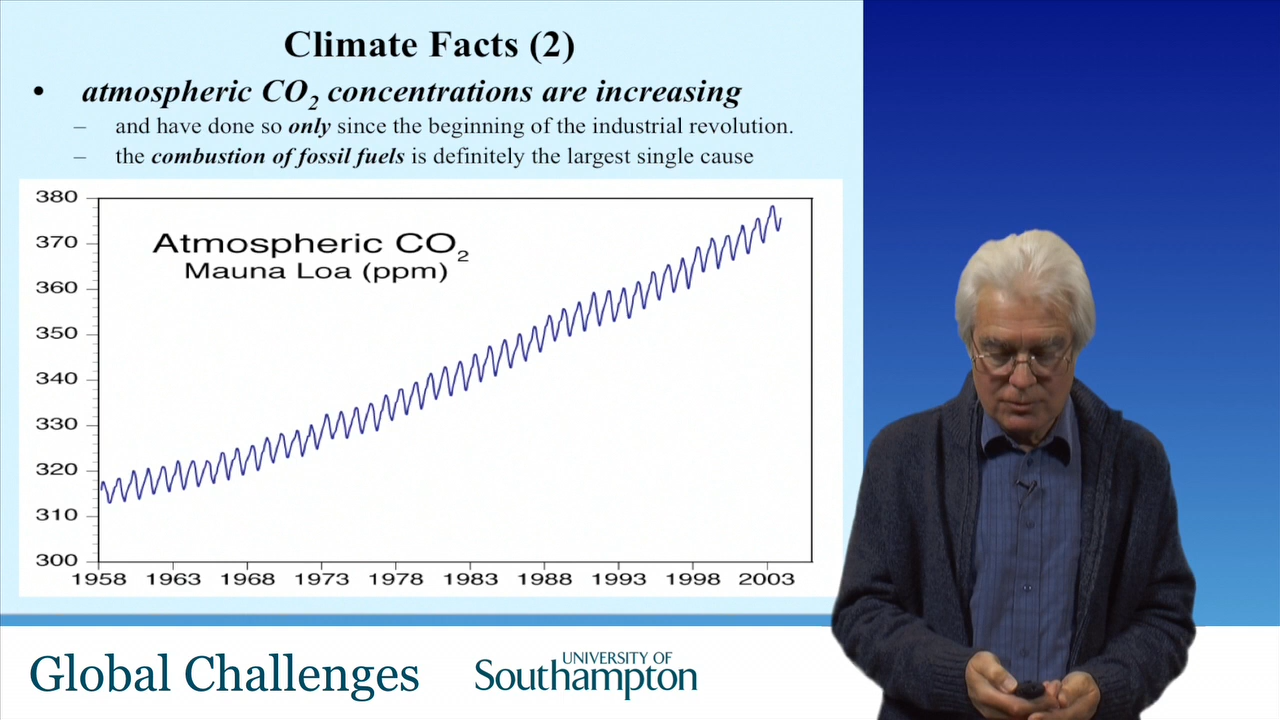 Climate Facts (2)
• atmospheric CO₂ concentrations are increasing
– and have done so only since the beginning of the industrial revolution.
– the combustion of fossil fuels is definitely the largest single cause
Atmospheric CO₂
Mauna Loa (ppm)
380
370
360
350
340
330
320
310
300
1958 1963 1968 1973 1978 1983 1988 1993 1998 2003
Global Challenges
UNIVERSITY OF
Southampton